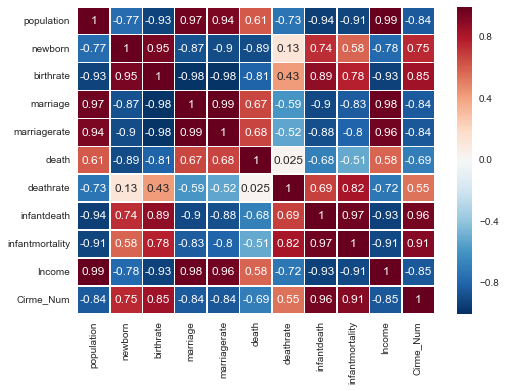 population 1 -0.77 -0.93 0.97 0.94 0.61 -0.73 -0.94 -0.91 0.99 -0.84
newborn -0.77 1 0.95 -0.87 -0.9 -0.89 0.13 0.74 0.58 -0.78 0.75
birthrate -0.93 0.95 1 -0.98 -0.98 -0.81 0.43 0.89 0.78 -0.93 0.85
marriage 0.97 -0.87 -0.98 1 0.99 0.67 -0.59 -0.9 -0.83 0.98 -0.84
marriagerate 0.94 -0.9 -0.98 0.99 1 0.68 -0.52 -0.88 -0.8 0.96 -0.84
death 0.61 -0.89 -0.81 0.67 0.68 1 0.025 -0.68 -0.51 0.58 -0.69
deathrate -0.73 0.13 0.43 -0.59 -0.52 0.025 1 0.69 0.82 -0.72 0.55
infantdeath -0.94 0.74 0.89 -0.9 -0.88 -0.68 0.69 1 0.97 -0.93 0.96
infantmortality -0.91 0.58 0.78 -0.83 -0.8 -0.51 0.82 0.97 1 -0.91 0.91
Income 0.99 -0.78 -0.93 0.98 0.96 0.58 -0.72 -0.93 -0.91 1 -0.85
Cirme_Num -0.84 0.75 0.85 -0.84 -0.84 -0.69 0.55 0.96 0.91 -0.85 1
population
newborn
birthrate
marriage
marriagerate
death
deathrate
infantdeath
infantmortality
Income
Cirme_Num
0.8
0.4
0.0
-0.4
-0.8